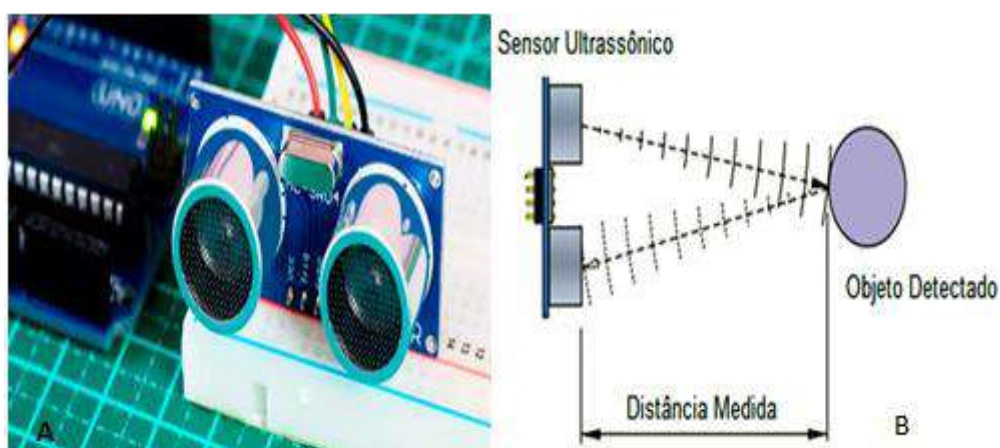 UNO
HC-SR04
Sensor Ultrassônico
Objeto Detectado
Distância Medida
A
B